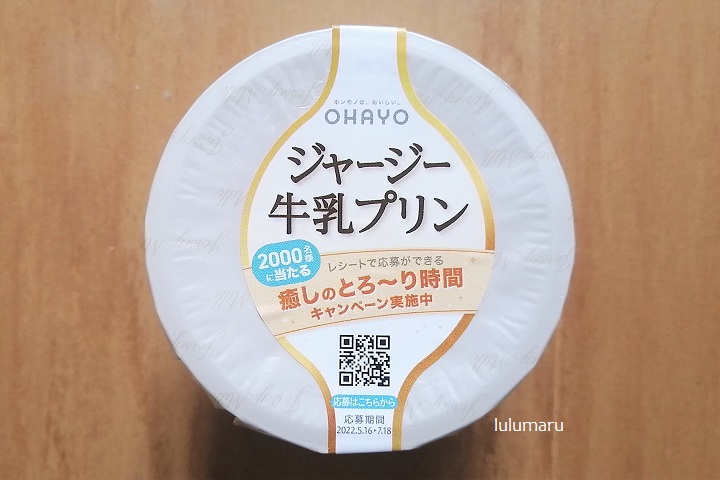 ホンモノは、おいしい。
OHAYO
ジャージー
牛乳プリン
2000名様
に当たる
レシートで応募ができる
癒しのとろ〜り時間
キャンペーン実施中
応募はこちらから
応募期間
2022.5.16▸7.18
lulumaru
Jersey Milk